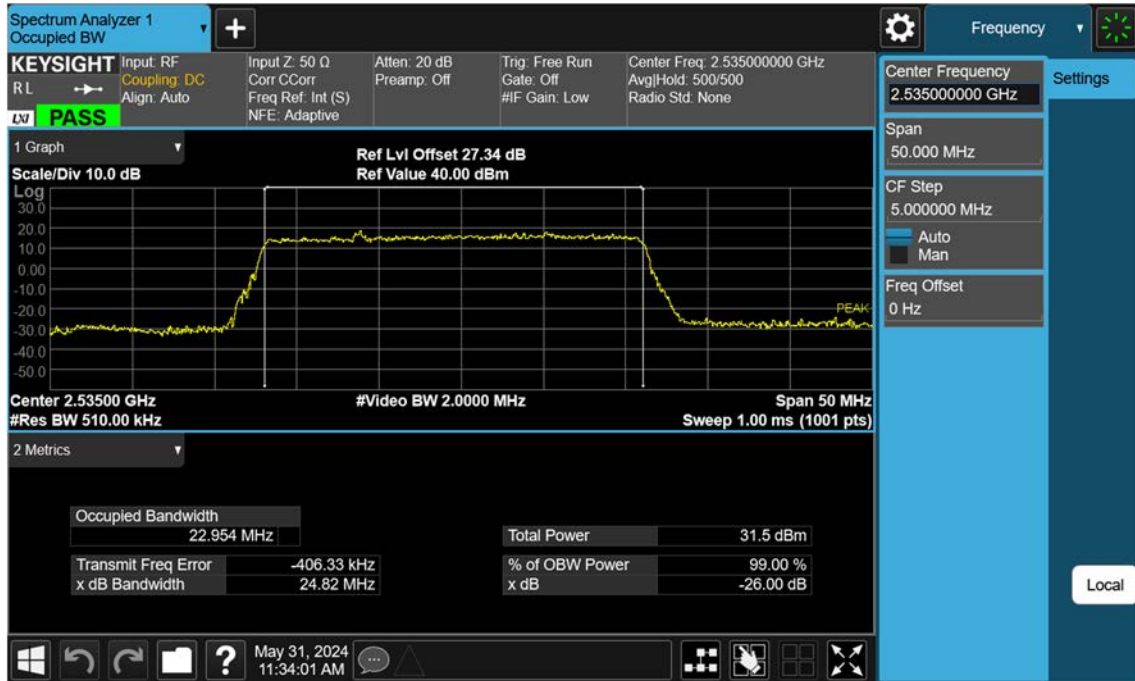 Spectrum Analyzer 1
Occupied BW
+
Frequency
KEYSIGHT
RL
LXI PASS
Input: RF
Coupling: DC
Align: Auto
Input Z: 50 Ω
Corr CCorr
Freq Ref: Int (S)
NFE: Adaptive
Atten: 20 dB
Preamp: Off
Trig: Free Run
Gate: Off
#IF Gain: Low
Center Freq: 2.535000000 GHz
Avg|Hold: 500/500
Radio Std: None
Center Frequency
2.535000000 GHz
Settings
Span
50.000 MHz
CF Step
5.000000 MHz
Auto
Man
Freq Offset
0 Hz
1 Graph
Scale/Div 10.0 dB
Ref Lvl Offset 27.34 dB
Ref Value 40.00 dBm
Log
30.0
20.0
10.0
0.00
-10.0
-20.0
-30.0
-40.0
-50.0
PEAK
Center 2.53500 GHz
#Res BW 510.00 kHz
#Video BW 2.0000 MHz
Span 50 MHz
Sweep 1.00 ms (1001 pts)
2 Metrics
Occupied Bandwidth
22.954 MHz
Total Power 31.5 dBm
Transmit Freq Error -406.33 kHz
% of OBW Power 99.00 %
x dB Bandwidth 24.82 MHz
x dB -26.00 dB
Local
?
May 31, 2024
11:34:01 AM